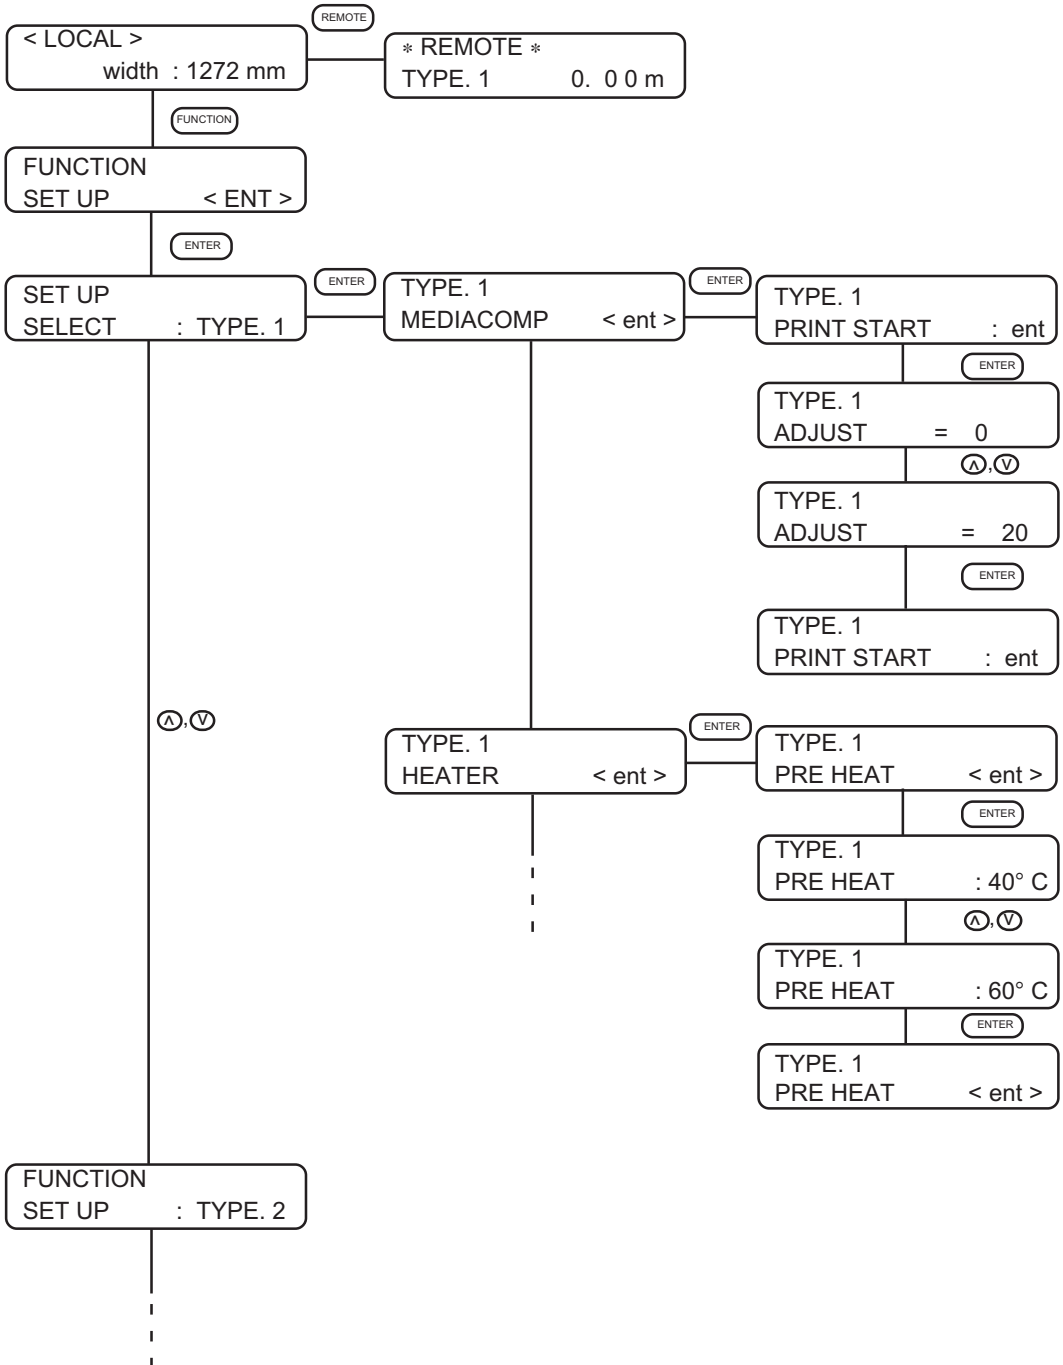 REMOTE
< LOCAL >
width : 1272 mm
∗ REMOTE ∗
TYPE. 1 0. 0 0 m
FUNCTION
FUNCTION
SET UP < ENT >
ENTER
SET UP
SELECT : TYPE. 1
ENTER
TYPE. 1
MEDIACOMP < ent >
ENTER
TYPE. 1
PRINT START : ent
ENTER
TYPE. 1
ADJUST = 0
∧,∨
TYPE. 1
ADJUST = 20
ENTER
TYPE. 1
PRINT START : ent
∧,∨
TYPE. 1
HEATER < ent >
ENTER
TYPE. 1
PRE HEAT < ent >
ENTER
TYPE. 1
PRE HEAT : 40° C
∧,∨
TYPE. 1
PRE HEAT : 60° C
ENTER
TYPE. 1
PRE HEAT < ent >
FUNCTION
SET UP : TYPE. 2